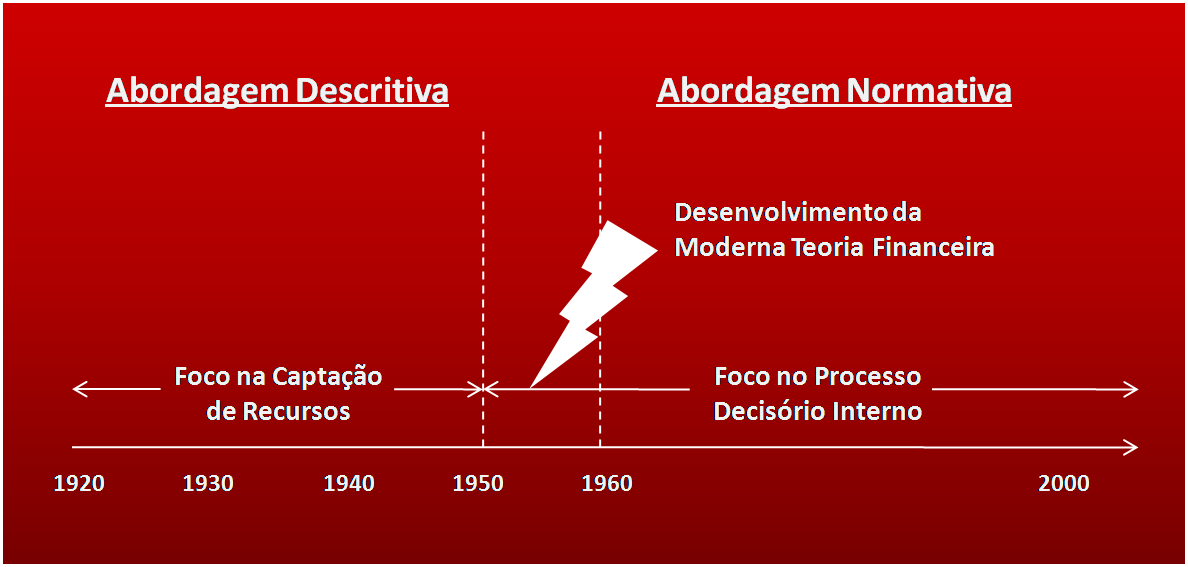 Abordagem Descritiva
Abordagem Normativa
Desenvolvimento da
Moderna Teoria Financeira
Foco na Captação
de Recursos
Foco no Processo
Decisório Interno
1920 1930 1940 1950 1960 2000